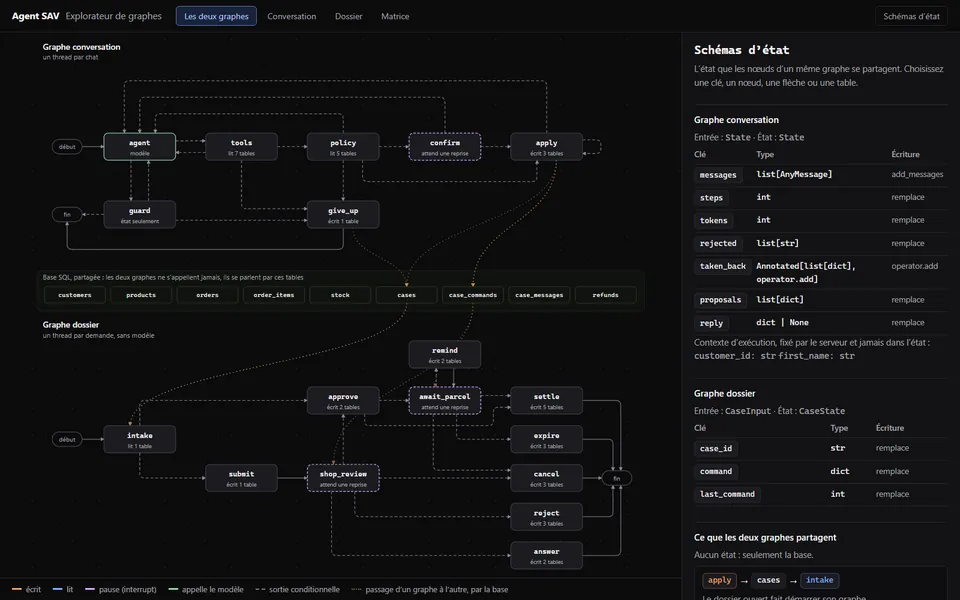 Agent SAV Explorateur de graphes Les deux graphes Conversation Dossier Matrice Schémas d'état
Graphe conversation
un thread par chat
début
agent
modèle
tools
lit 7 tables
policy
lit 5 tables
confirm
attend une reprise
apply
écrit 3 tables
fin
guard
état seulement
give_up
écrit 1 table
Base SQL, partagée : les deux graphes ne s'appellent jamais, ils se parlent par ces tables
customers products orders order_items stock cases case_commands case_messages refunds
Graphe dossier
un thread par demande, sans modèle
remind
écrit 2 tables
approve
écrit 2 tables
await_parcel
attend une reprise
settle
écrit 5 tables
début
intake
lit 1 table
expire
écrit 3 tables
submit
écrit 1 table
shop_review
attend une reprise
cancel
écrit 3 tables
fin
reject
écrit 3 tables
answer
écrit 2 tables
écrit lit pause (interrupt) appelle le modèle sortie conditionnelle passage d'un graphe à l'autre, par la base
Schémas d'état
L'état que les nœuds d'un même graphe se partagent. Choisissez
une clé, un nœud, une flèche ou une table.
Graphe conversation
Entrée : State · État : State
Clé Type Écriture
messages list[AnyMessage] add_messages
steps int remplace
tokens int remplace
rejected list[str] remplace
taken_back Annotated[list[dict], operator.add
operator.add]
proposals list[dict] remplace
reply dict | None remplace
Contexte d'exécution, fixé par le serveur et jamais dans l'état :
customer_id: str first_name: str
Graphe dossier
Entrée : CaseInput · État : CaseState
Clé Type Écriture
case_id str remplace
command dict remplace
last_command int remplace
Ce que les deux graphes partagent
Aucun état : seulement la base.
apply → cases → intake
Le dossier ouvert fait démarrer son graphe